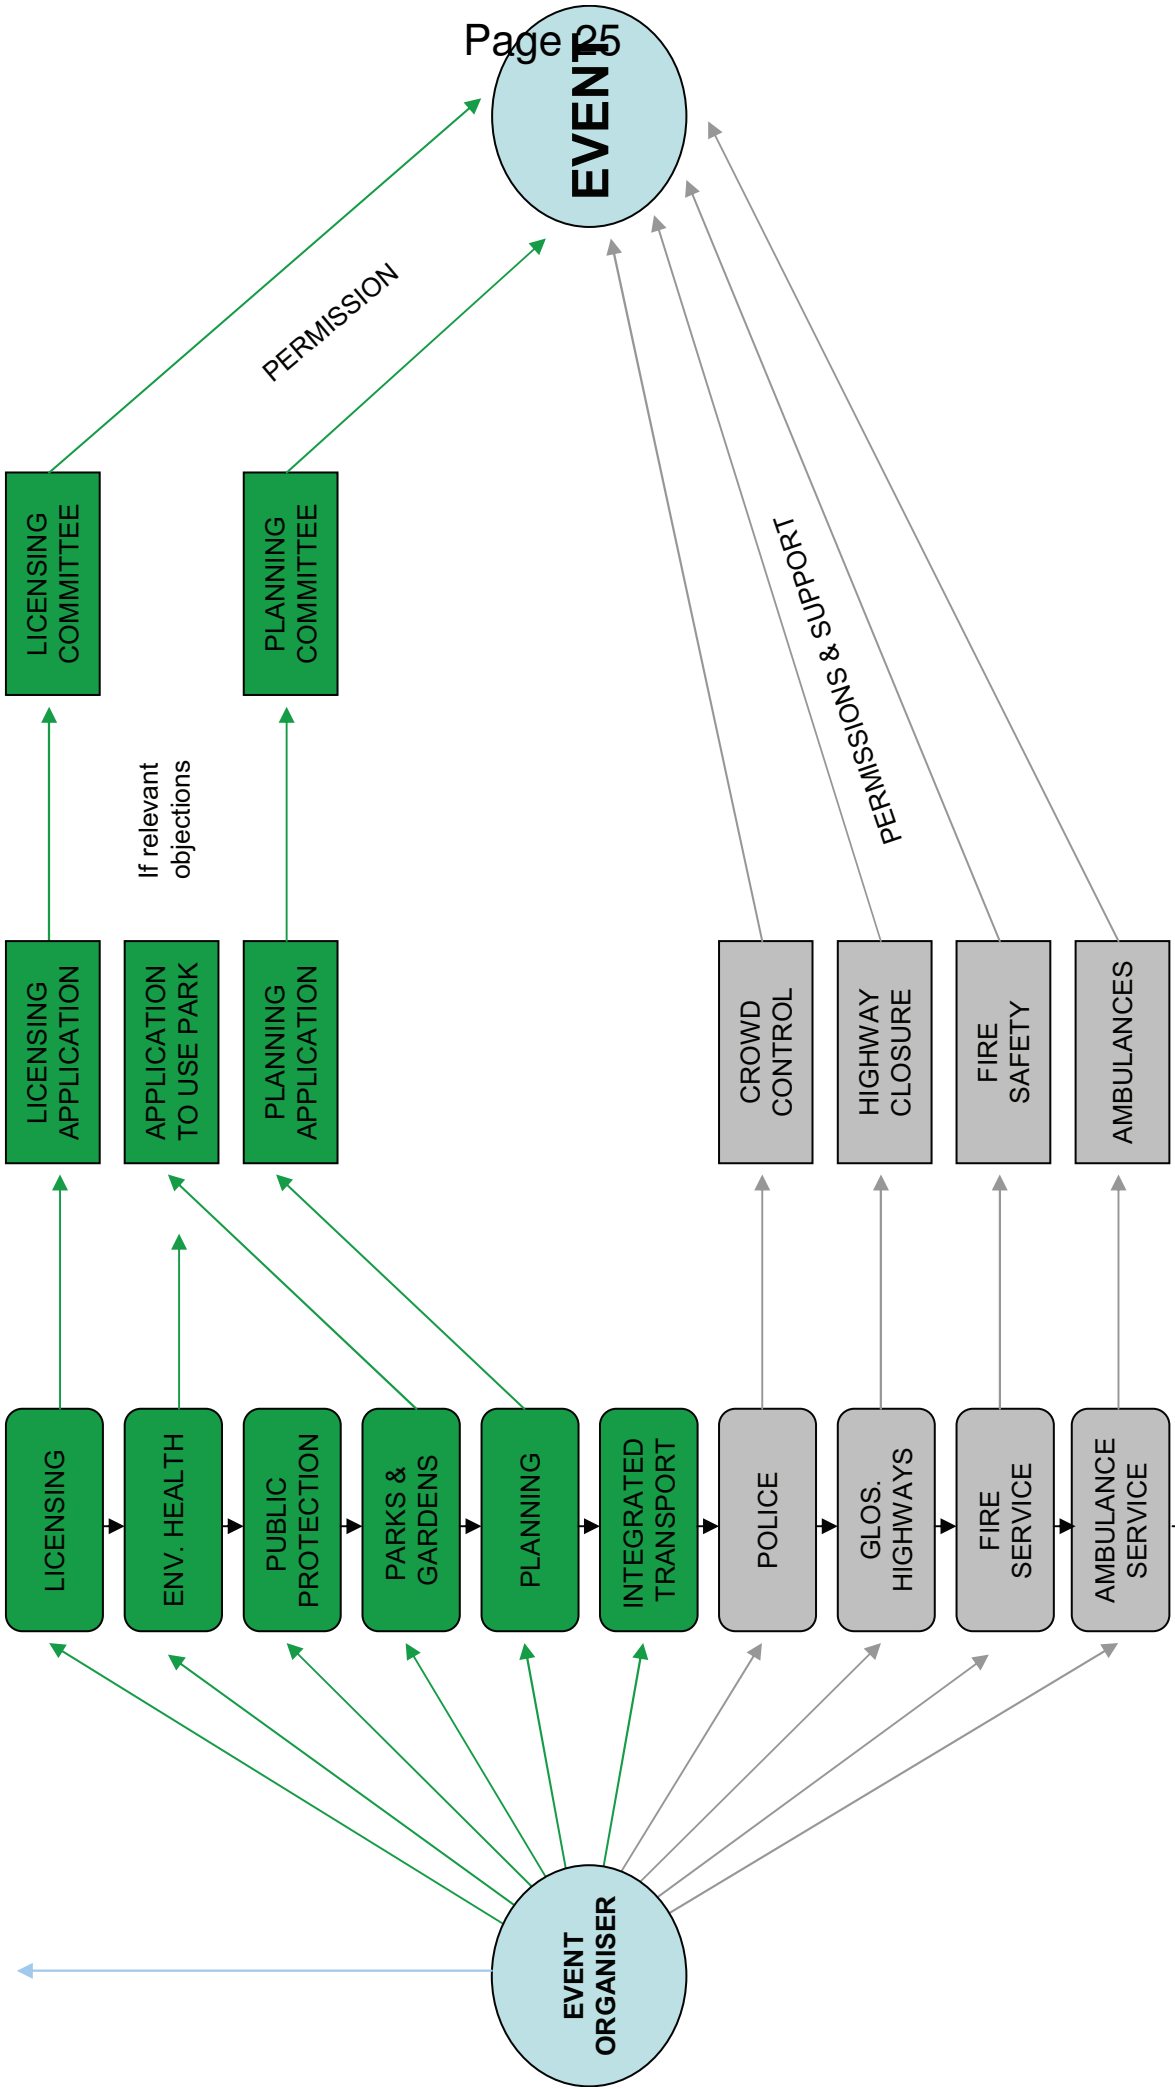 Page 25
EVENT
PERMISSION
LICENSING
COMMITTEE
PLANNING
COMMITTEE
If relevant
objections
PERMISSIONS & SUPPORT
LICENSING
APPLICATION
APPLICATION
TO USE PARK
PLANNING
APPLICATION
CROWD
CONTROL
HIGHWAY
CLOSURE
FIRE
SAFETY
AMBULANCES
LICENSING
ENV. HEALTH
PUBLIC
PROTECTION
PARKS &
GARDENS
PLANNING
INTEGRATED
TRANSPORT
POLICE
GLOS.
HIGHWAYS
FIRE
SERVICE
AMBULANCE
SERVICE
EVENT
ORGANISER